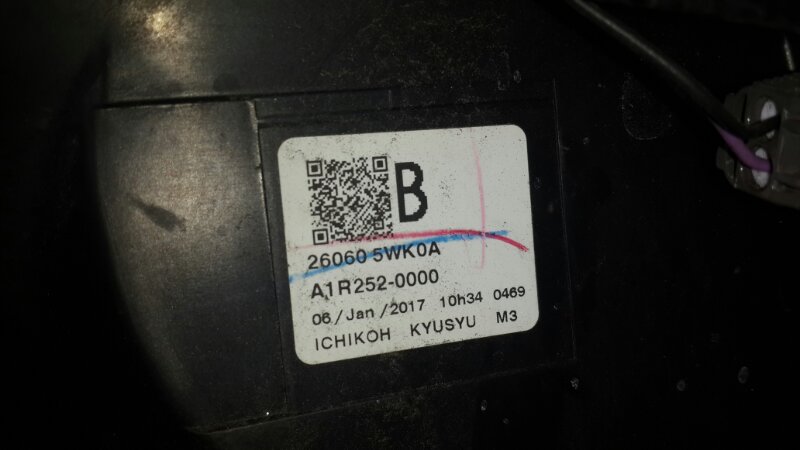 B
26060 5WK0A
A1R252-0000
06/Jan/2017 10h34 0469
ICHIKOH KYUSYU M3